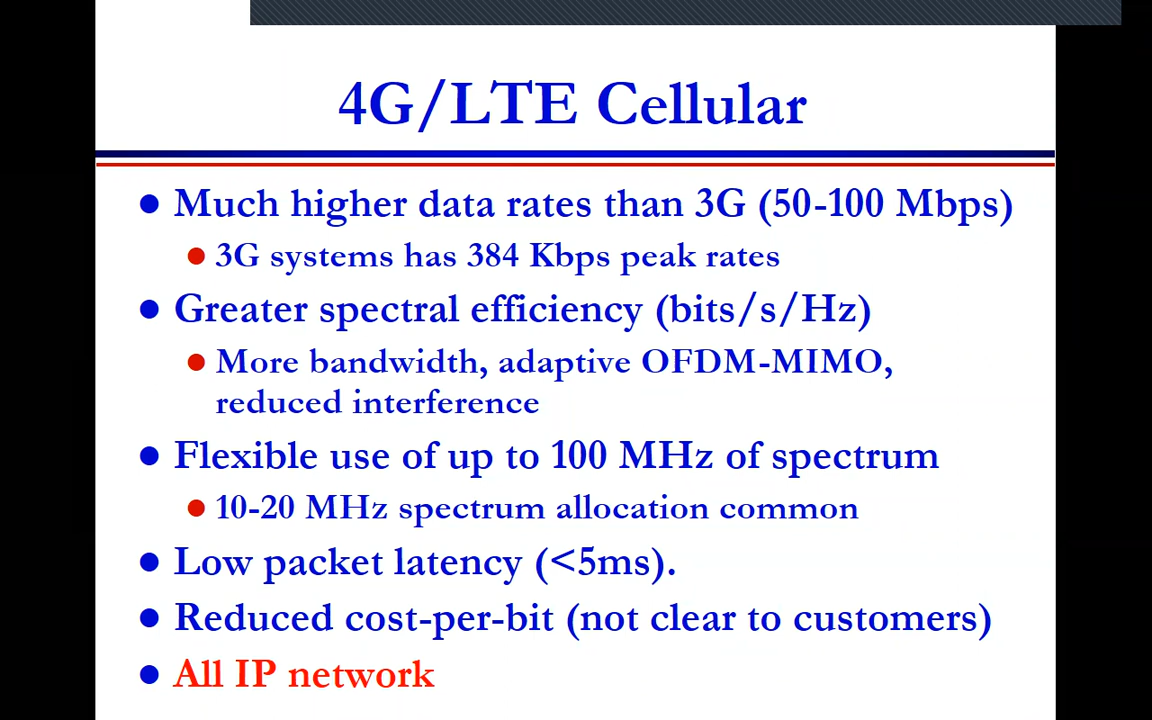 4G/LTE Cellular
● Much higher data rates than 3G (50-100 Mbps)
● 3G systems has 384 Kbps peak rates
● Greater spectral efficiency (bits/s/Hz)
● More bandwidth, adaptive OFDM-MIMO,
reduced interference
● Flexible use of up to 100 MHz of spectrum
● 10-20 MHz spectrum allocation common
● Low packet latency (<5ms).
● Reduced cost-per-bit (not clear to customers)
● All IP network